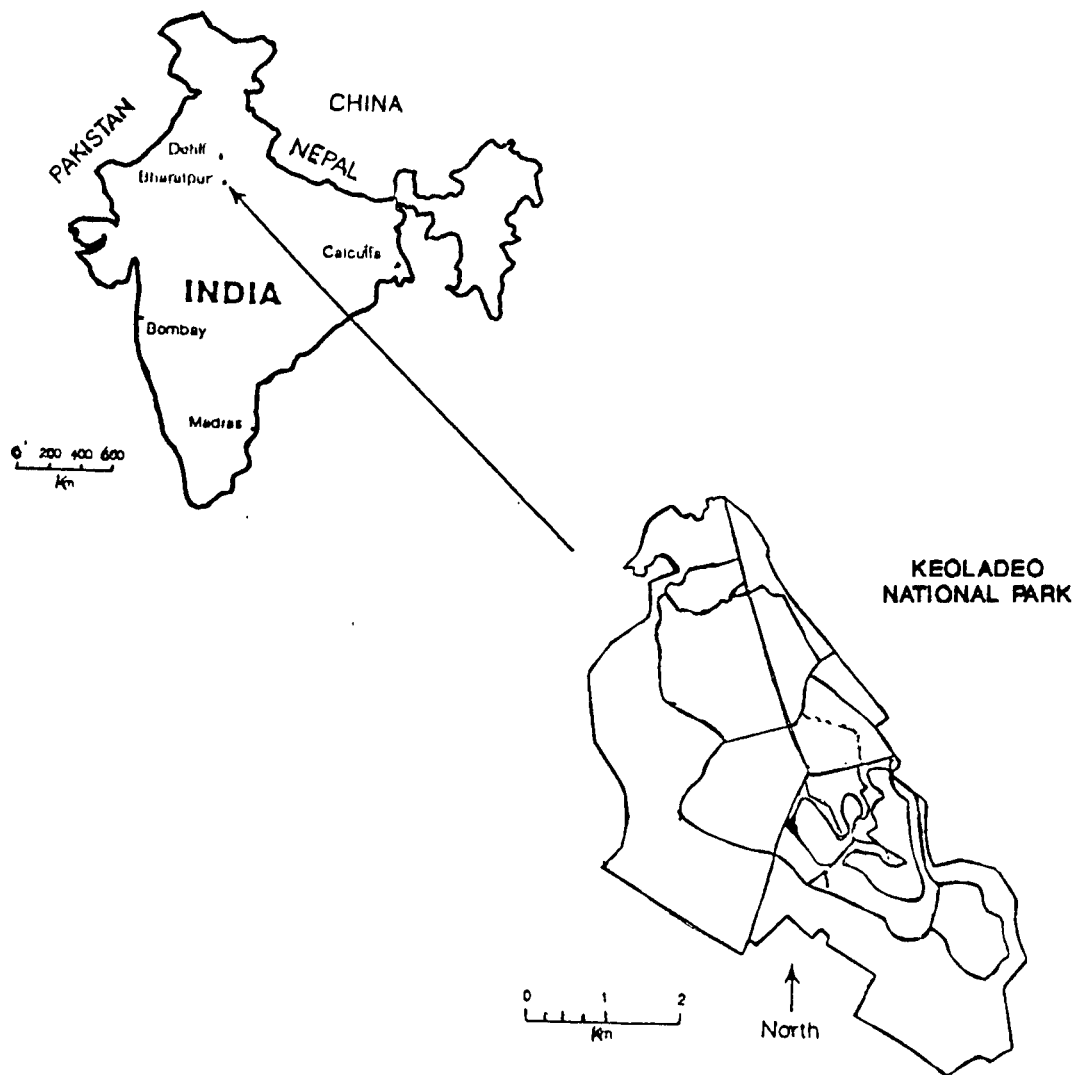 CHINA
PAKISTAN
NEPAL
Delhi
Bharatpur
Calcutta
INDIA
Bombay
Madras
0 200 400 600
Km
KEOLADEO
NATIONAL PARK
0 1 2
Km
North